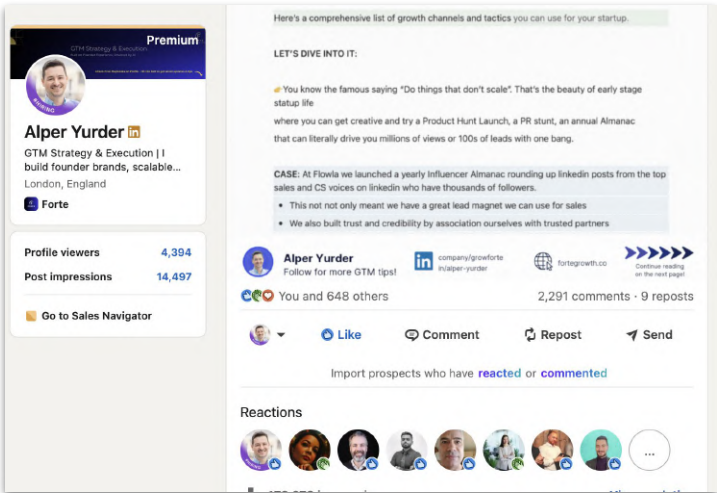 Premium
GTM Strategy & Execution.
Alper Yurder
GTM Strategy & Execution | I
build founder brands, scalable...
London, England
Forte
Profile viewers 4,394
Post impressions 14,497
Go to Sales Navigator
Here's a comprehensive list of growth channels and tactics you can use for your startup.
LET'S DIVE INTO IT:
👉You know the famous saying “Do things that don't scale”. That's the beauty of early stage
startup life
where you can get creative and try a Product Hunt Launch, a PR stunt, an annual Almanac
that can literally drive you millions of views or 100s of leads with one bang.
CASE: At Flowla we launched a yearly Influencer Almanac rounding up linkedin posts from the top
sales and CS voices on linkedin who have thousands of followers.
• This not not only meant we have a great lead magnet we can use for sales
• We also built trust and credibility by association ourselves with trusted partners
Alper Yurder
Follow for more GTM tips!
in
company/growforte
in/alper-yurder
fortegrowth.co
Continue reading
on the next page!
You and 648 others
2,291 comments · 9 reposts
Like
Comment
Repost
Send
Import prospects who have reacted or commented
Reactions
...